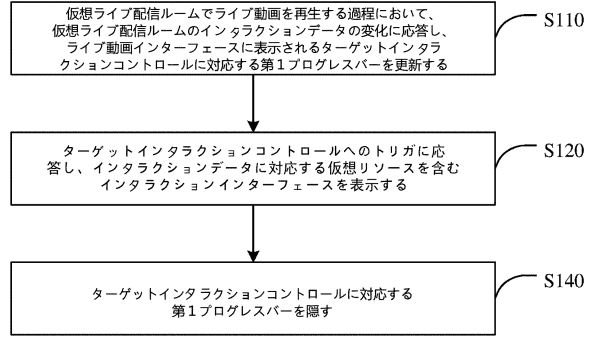 仮想ライブ配信ルームでライブ動画を再生する過程において、
仮想ライブ配信ルームのインタラクションデータの変化に応答し、
ライブ動画インターフェースに表示されるターゲットインタラ
クションコントロールに対応する第１プログレスバーを更新する
S110
ターゲットインタラクションコントロールへのトリガに応
答し、インタラクションデータに対応する仮想リソースを含む
インタラクションインターフェースを表示する
S120
ターゲットインタラクションコントロールに対応する
第１プログレスバーを隠す
S140